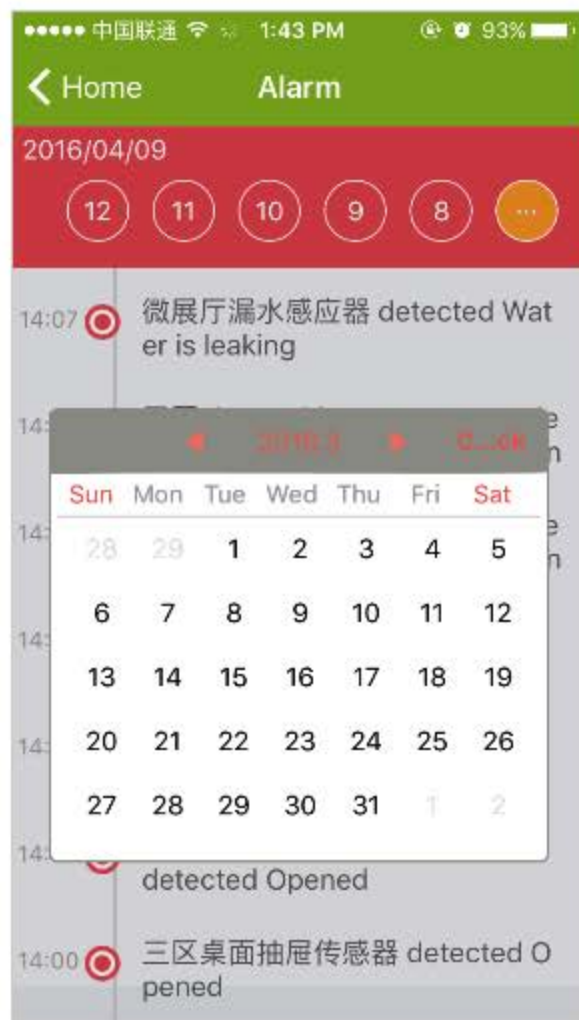 中国联通 1:43 PM 93%
Home Alarm
2016/04/09
12 11 10 9 8 ...
14:07 微展厅漏水感应器 detected Wat
er is leaking
14:
Sun Mon Tue Wed Thu Fri Sat
28 29 1 2 3 4 5
6 7 8 9 10 11 12
13 14 15 16 17 18 19
20 21 22 23 24 25 26
27 28 29 30 31 1 2
detected Opened
14:00 三区桌面抽屉传感器 detected O
pened